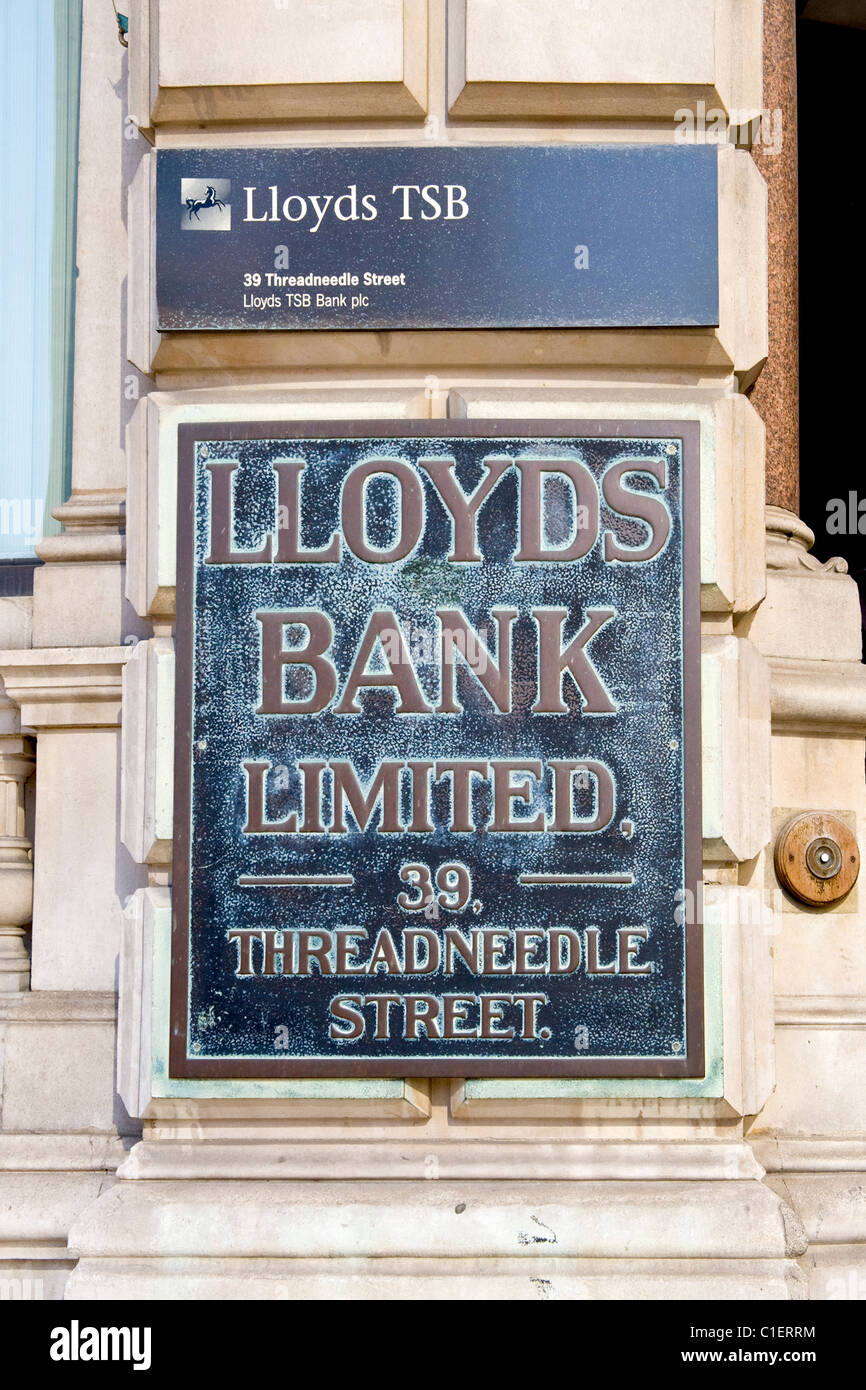 Lloyds TSB
39 Threadneedle Street
Lloyds TSB Bank plc
LLOYDS
BANK
LIMITED,
39,
THREADNEEDLE
STREET.
alamy
Image ID: C1ERRM
www.alamy.com